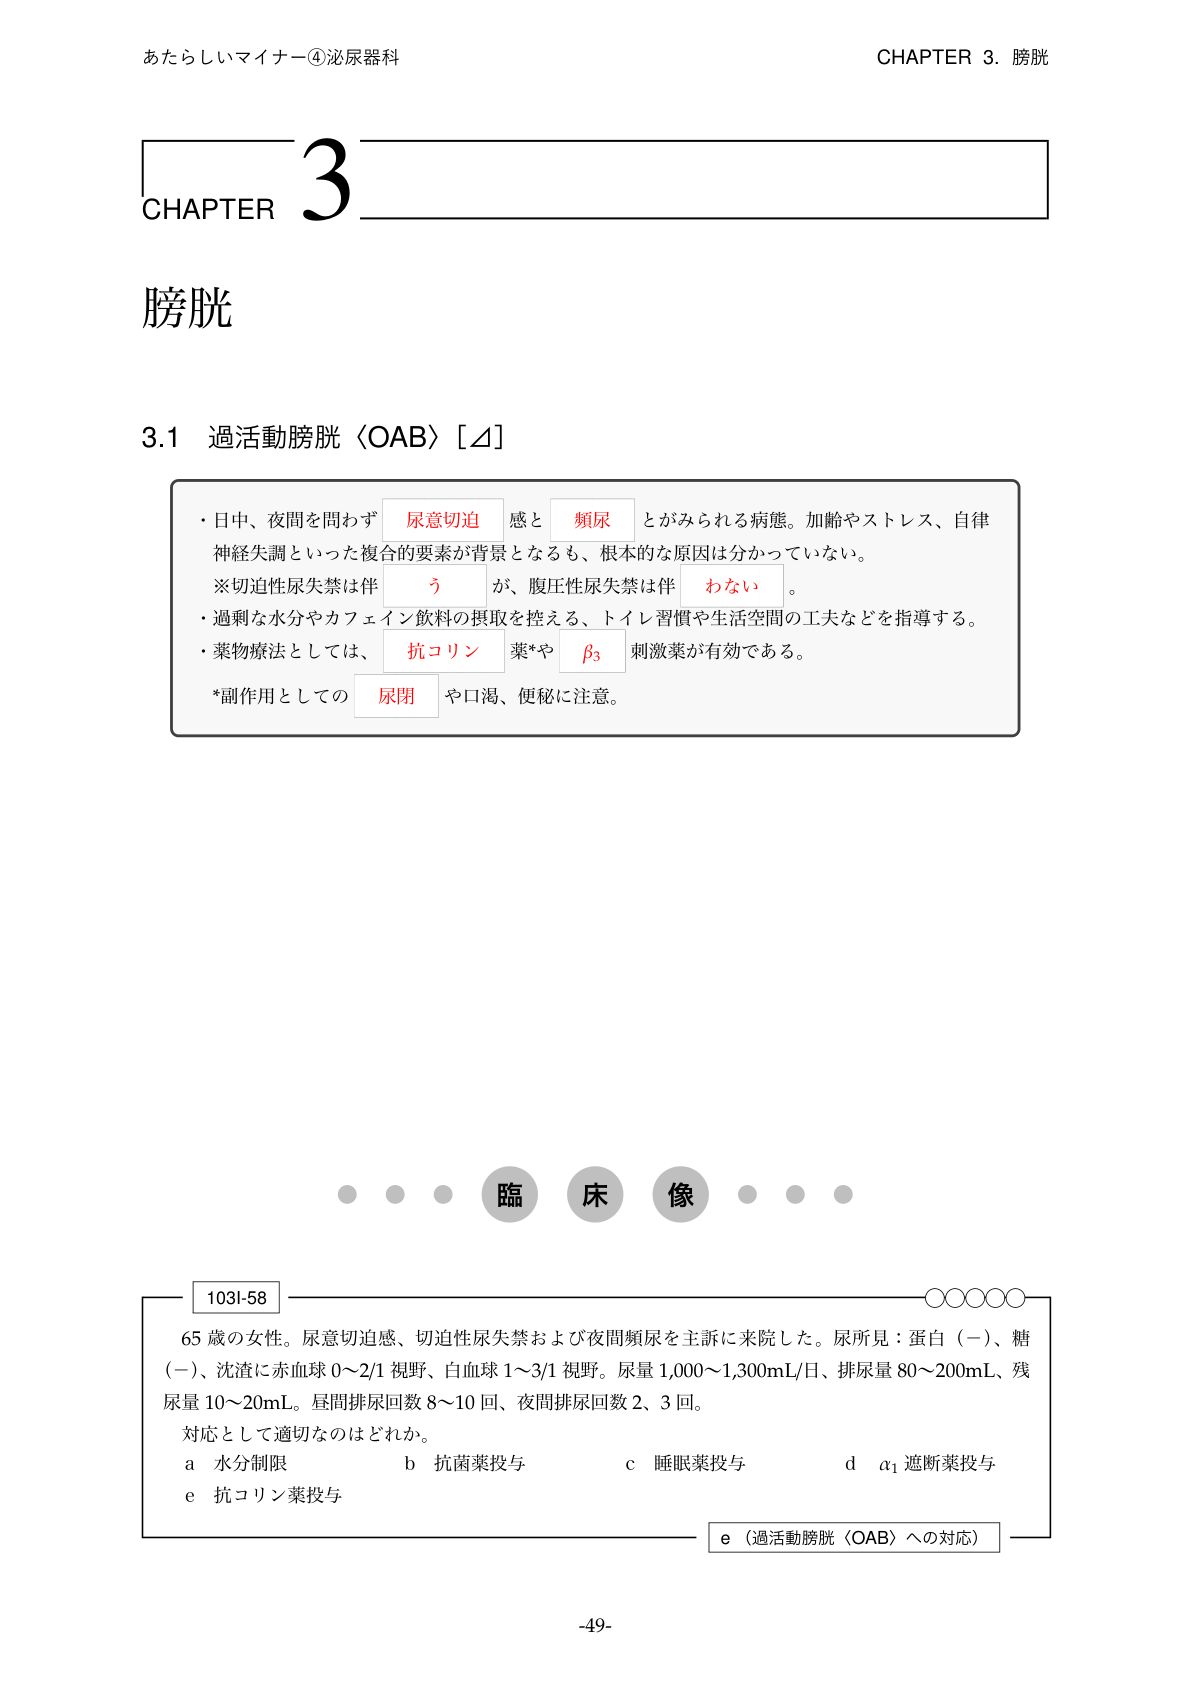 あたらしいマイナー④泌尿器科
CHAPTER 3. 膀胱
CHAPTER 3
膀胱
3.1 過活動膀胱〈OAB〉［⊿］
・日中、夜間を問わず 尿意切迫 感と 頻尿 とがみられる病態。加齢やストレス、自律
神経失調といった複合的要素が背景となるも、根本的な原因は分かっていない。
※切迫性尿失禁は伴 う が、腹圧性尿失禁は伴 わない 。
・過剰な水分やカフェイン飲料の摂取を控える、トイレ習慣や生活空間の工夫などを指導する。
・薬物療法としては、 抗コリン 薬*や β₃ 刺激薬が有効である。
*副作用としての 尿閉 や口渇、便秘に注意。
臨床像
103I-58
65 歳の女性。尿意切迫感、切迫性尿失禁および夜間頻尿を主訴に来院した。尿所見：蛋白（－）、糖
（－）、沈渣に赤血球 0〜2/1 視野、白血球 1〜3/1 視野。尿量 1,000〜1,300mL/日、排尿量 80〜200mL、残
尿量 10〜20mL。昼間排尿回数 8〜10 回、夜間排尿回数 2、3 回。
対応として適切なのはどれか。
a 水分制限 b 抗菌薬投与 c 睡眠薬投与 d α₁ 遮断薬投与
e 抗コリン薬投与
e （過活動膀胱〈OAB〉への対応）
-49-